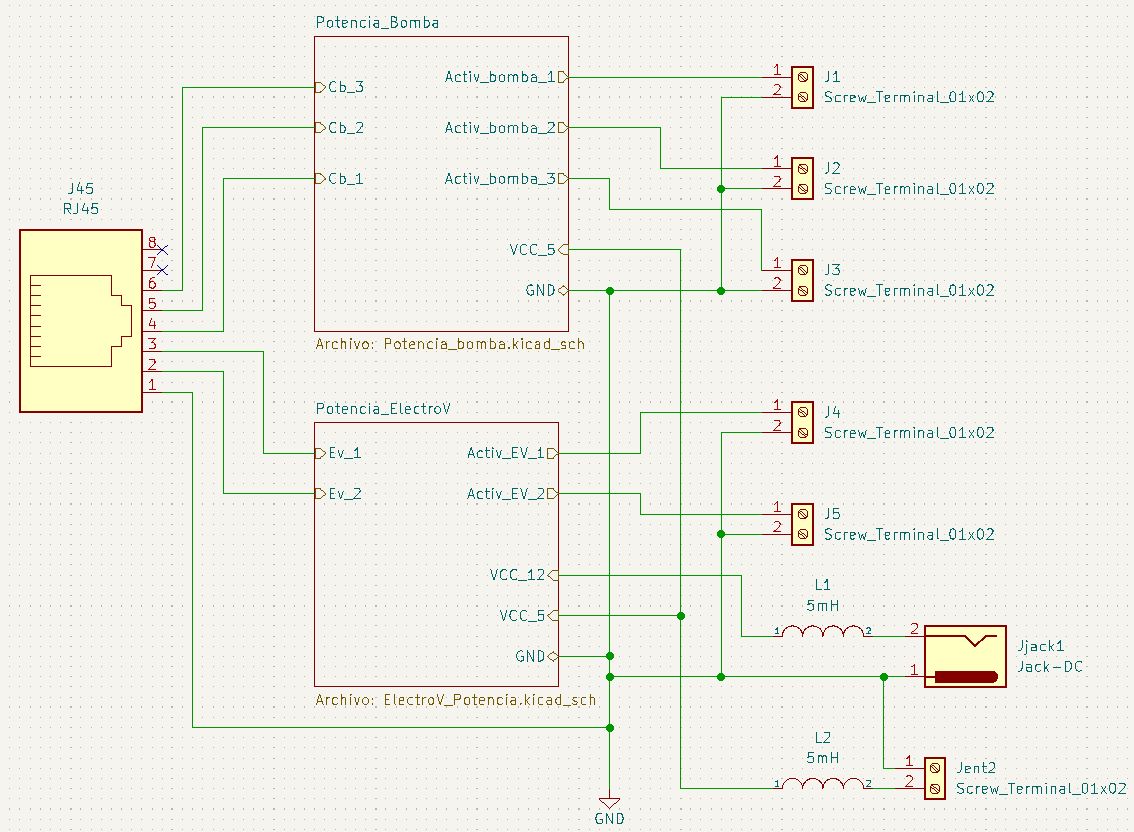 Potencia_Bomba
Cb_3
Cb_2
Cb_1
Activ_bomba_1
Activ_bomba_2
Activ_bomba_3
VCC_5
GND
Archivo: Potencia_bomba.kicad_sch
J45
RJ45
8
7
6
5
4
3
2
1
Potencia_ElectroV
Ev_1
Ev_2
Activ_EV_1
Activ_EV_2
VCC_12
VCC_5
GND
Archivo: ElectroV_Potencia.kicad_sch
1 J1
2 Screw_Terminal_01x02
1 J2
2 Screw_Terminal_01x02
1 J3
2 Screw_Terminal_01x02
1 J4
2 Screw_Terminal_01x02
1 J5
2 Screw_Terminal_01x02
L1
5mH
1 2
2 Jjack1
1 Jack-DC
L2
5mH
1 2
1 Jent2
2 Screw_Terminal_01x02
GND